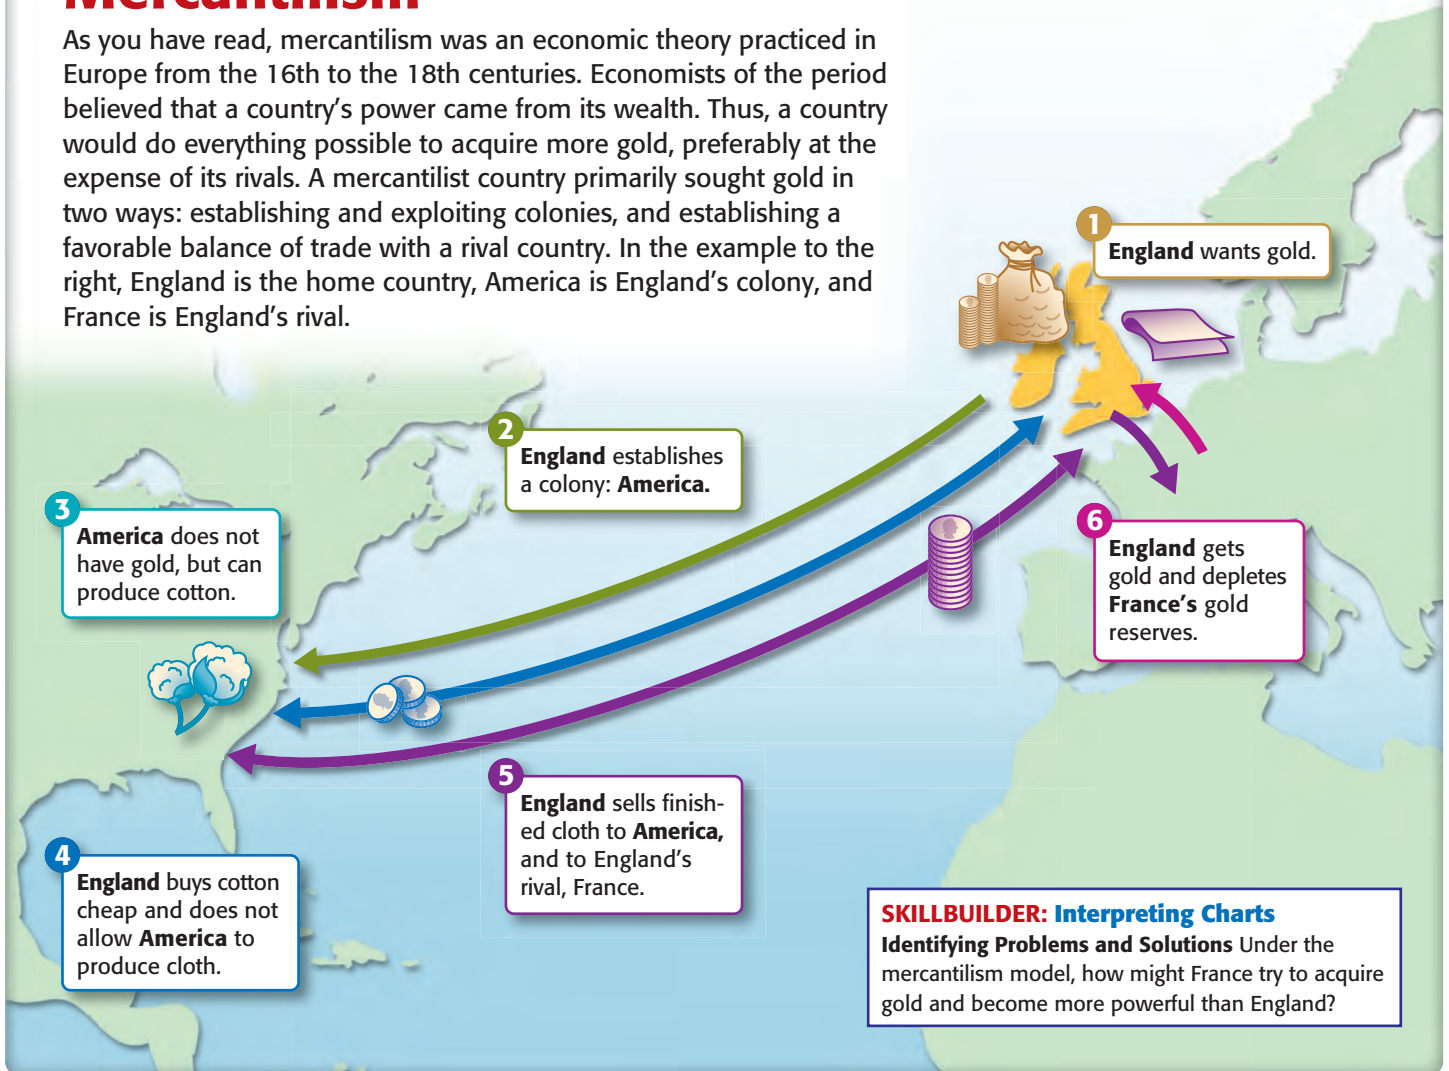 Mercantilism
As you have read, mercantilism was an economic theory practiced in
Europe from the 16th to the 18th centuries. Economists of the period
believed that a country's power came from its wealth. Thus, a country
would do everything possible to acquire more gold, preferably at the
expense of its rivals. A mercantilist country primarily sought gold in
two ways: establishing and exploiting colonies, and establishing a
favorable balance of trade with a rival country. In the example to the
right, England is the home country, America is England's colony, and
France is England's rival.
1
England wants gold.
2
England establishes
a colony: America.
3
America does not
have gold, but can
produce cotton.
4
England buys cotton
cheap and does not
allow America to
produce cloth.
5
England sells finish-
ed cloth to America,
and to England's
rival, France.
6
England gets
gold and depletes
France's gold
reserves.
SKILLBUILDER: Interpreting Charts
Identifying Problems and Solutions Under the
mercantilism model, how might France try to acquire
gold and become more powerful than England?